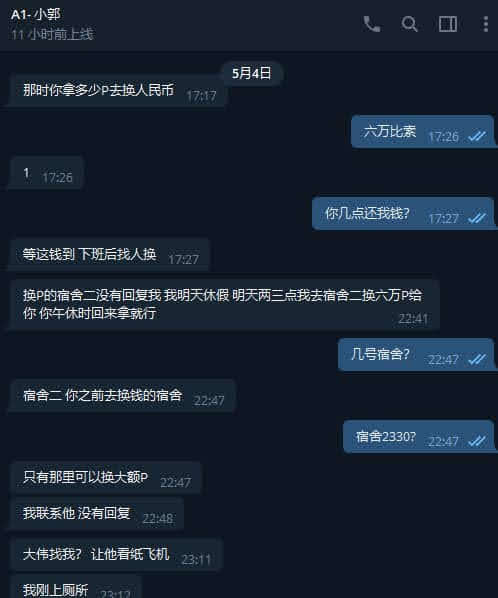 A1- 小郭
11 小时前上线
5月4日
那时你拿多少P去换人民币 17:17
六万比索 17:26
1 17:26
你几点还我钱? 17:27
等这钱到 下班后找人换 17:27
换P的宿舍二没有回复我 我明天休假 明天两三点我去宿舍二换六万P给
你 你午休时回来拿就行 22:41
几号宿舍? 22:47
宿舍二 你之前去换钱的宿舍 22:47
宿舍2330? 22:47
只有那里可以换大额P 22:47
我联系他 没有回复 22:48
大伟找我? 让他看纸飞机 23:11
我刚上厕所 23:12